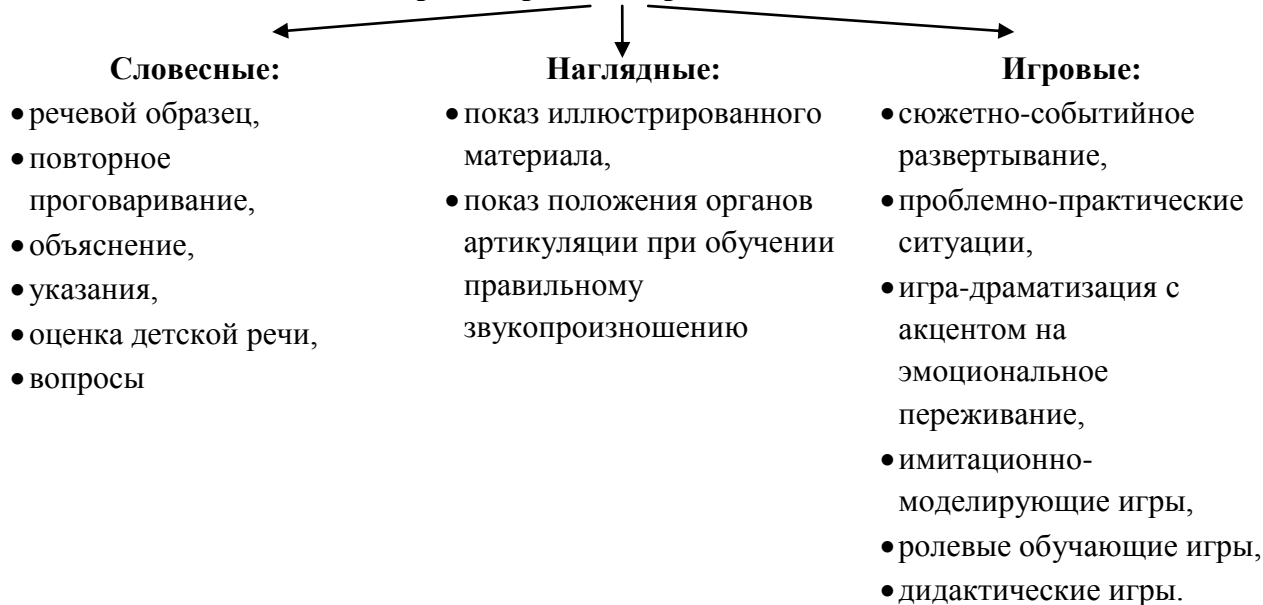 Словесные:
• речевой образец,
• повторное
проговаривание,
• объяснение,
• указания,
• оценка детской речи,
• вопросы
Наглядные:
• показ иллюстрированного
материала,
• показ положения органов
артикуляции при обучении
правильному
звукопроизношению
Игровые:
• сюжетно-событийное
развертывание,
• проблемно-практические
ситуации,
• игра-драматизация с
акцентом на
эмоциональное
переживание,
• имитационно-
моделирующие игры,
• ролевые обучающие игры,
• дидактические игры.